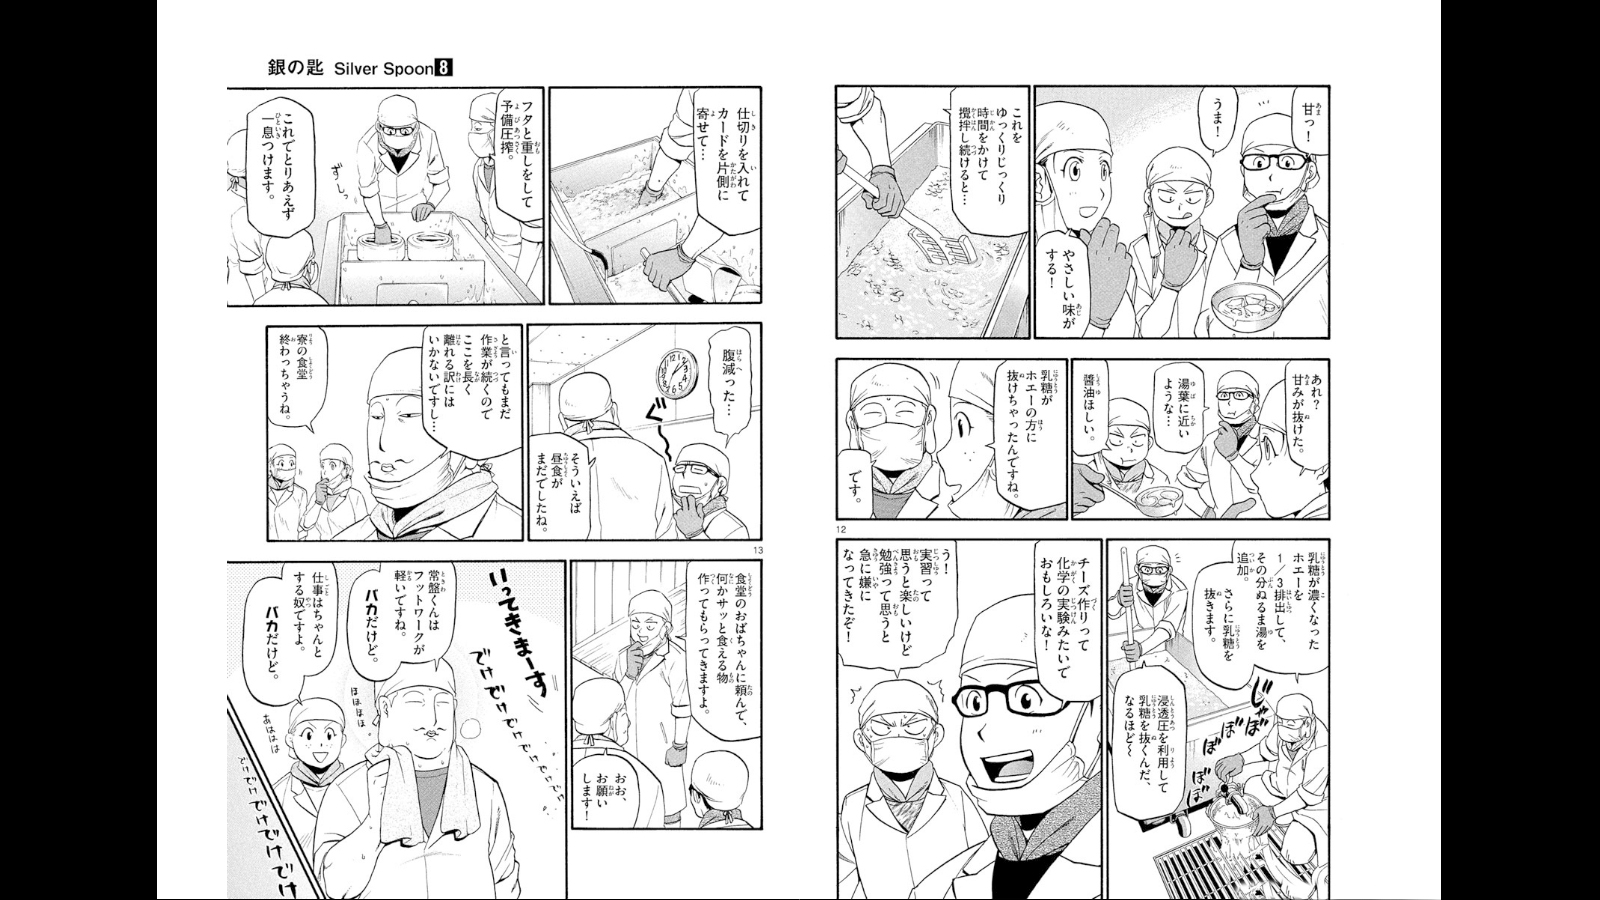 銀の匙 Silver Spoon 8
甘っ！
うま！
やさしい味が
する！
これを
ゆっくりじっくり
時間をかけて
攪拌し続けると…
あれ？
甘みが抜けた。
湯葉に近い
ような…
醤油ほしい。
乳糖が
ホエーの方に
抜けちゃったんですね。
です。
12
乳糖が濃くなった
ホエーを
1／3排出して、
その分ぬるま湯を
追加。
さらに乳糖を
抜きます。
浸透圧を利用して
乳糖を抜くんだ、
なるほど〜
じゃぼ
ぼぼ
ぼぼ
チーズ作りって
化学の実験みたいで
おもしろいな！
う！
実習って
思うと楽しいけど
勉強って思うと
急に嫌に
なってきたぞ！
仕切りを入れて
カードを片側に
寄せて…
フタと重しをして
予備圧搾。
ずしっ
これでとりあえず
一息つけます。
腹減った…
ぐ〜
そういえば
昼食が
まだでしたね。
と言ってもまだ
作業が続くので
ここを長く
離れる訳には
いかないですし…
寮の食堂
終わっちゃうね。
13
食堂のおばちゃんに頼んで、
何かサッと食える物
作ってもらってきますよ。
おお、
お願い
します！
いってきまーーす
でけでけでけでけでけでけ
常盤くんは
フットワークが
軽いですね。
バカだけど。
ほほほほ
仕事はちゃんと
する奴ですよ。
バカだけど。
あははは
でけでけでけでけでけでけ